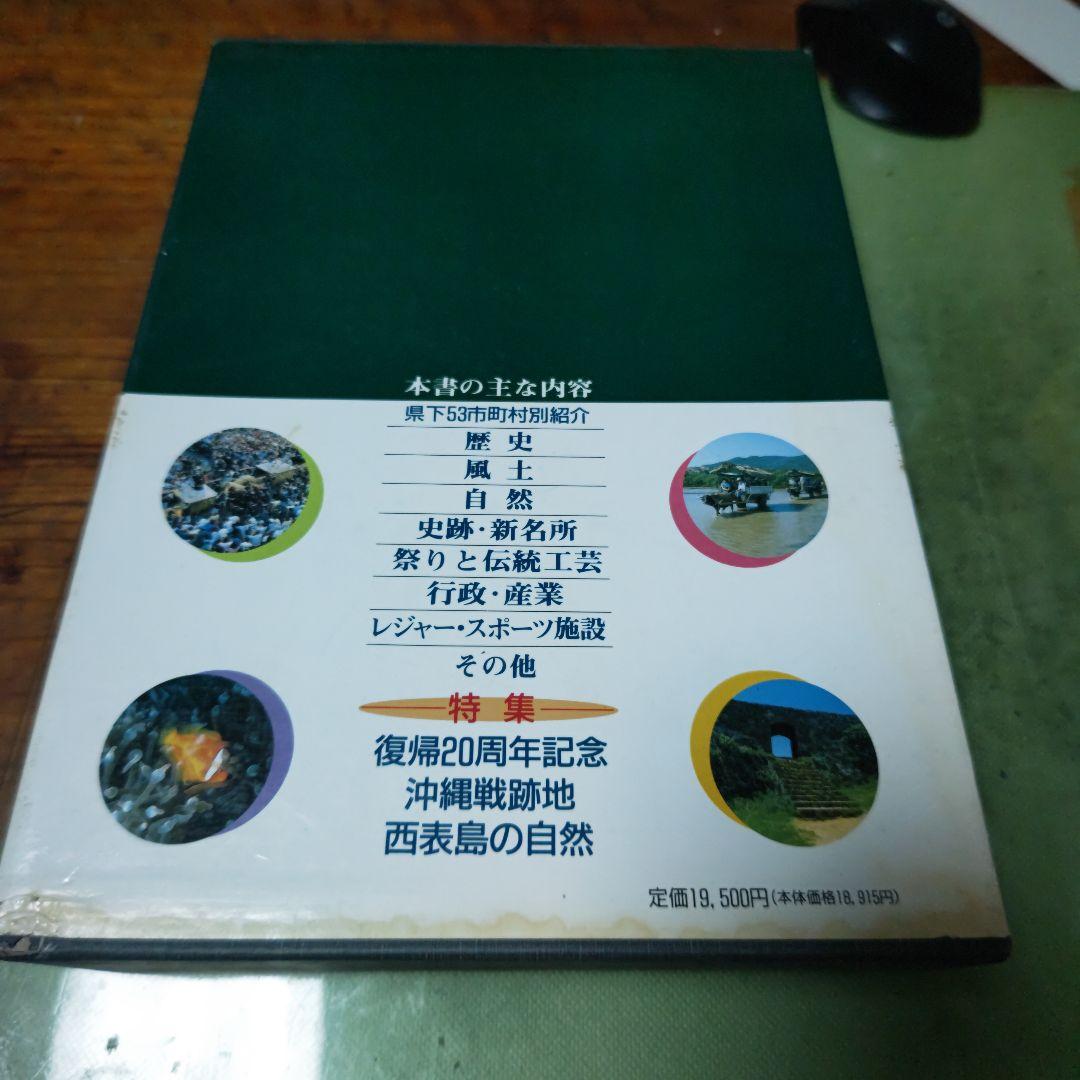 本書の主な内容
県下53市町村別紹介
歴史
風土
自然
史跡・新名所
祭りと伝統工芸
行政・産業
レジャー・スポーツ施設
その他
特集
復帰20周年記念
沖縄戦跡地
西表島の自然
定価19,500円(本体価格18,915円)